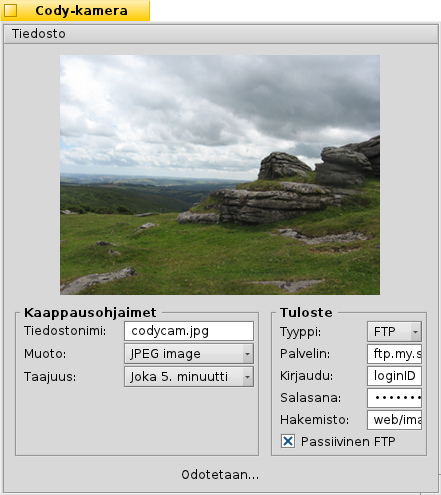 Cody-kamera
Tiedosto
Kaappausohjaimet
Tiedostonimi: codycam.jpg
Muoto: JPEG image
Taajuus: Joka 5. minuutti
Tuloste
Tyyppi: FTP
Palvelin: ftp.my.s
Kirjaudu: loginID
Salasana: •••••••
Hakemisto: web/ima
Passiivinen FTP
Odotetaan...